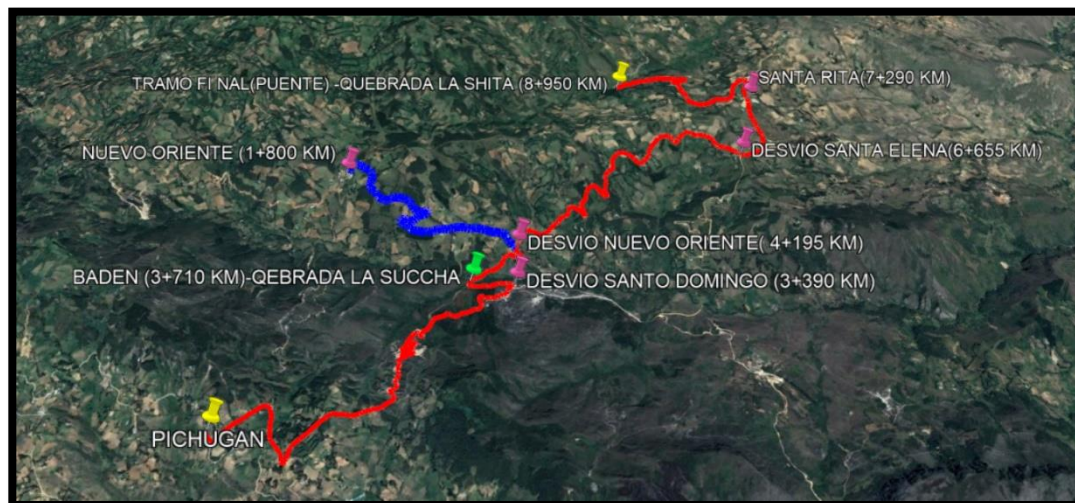 TRAMO FI NAL(PUENTE) -QUEBRADA LA SHITA (8+950 KM)
SANTA RITA(7+290 KM)
NUEVO ORIENTE (1+800 KM)
DESVIO SANTA ELENA(6+655 KM)
DESVIO NUEVO ORIENTE( 4+195 KM)
BADEN (3+710 KM)-QEBRADA LA SUCCHA
DESVIO SANTO DOMINGO (3+390 KM)
PICHUGAN